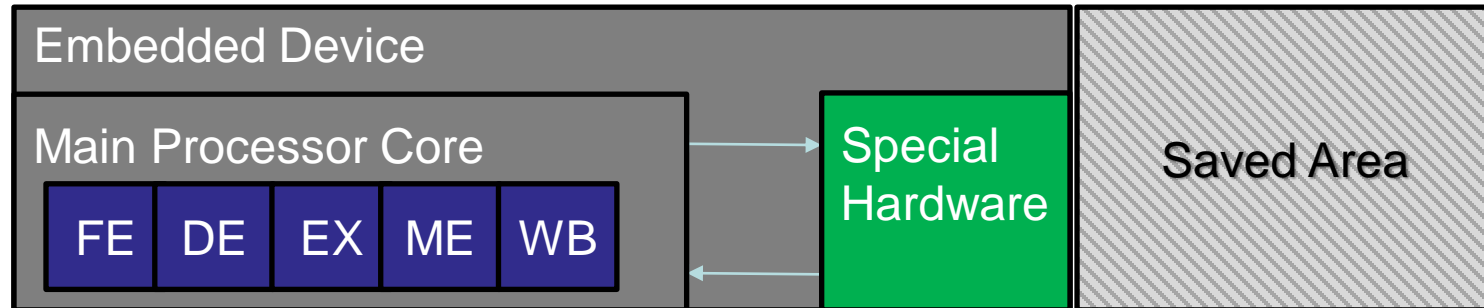 Embedded Device
Main Processor Core
FE DE EX ME WB
Special
Hardware
Saved Area